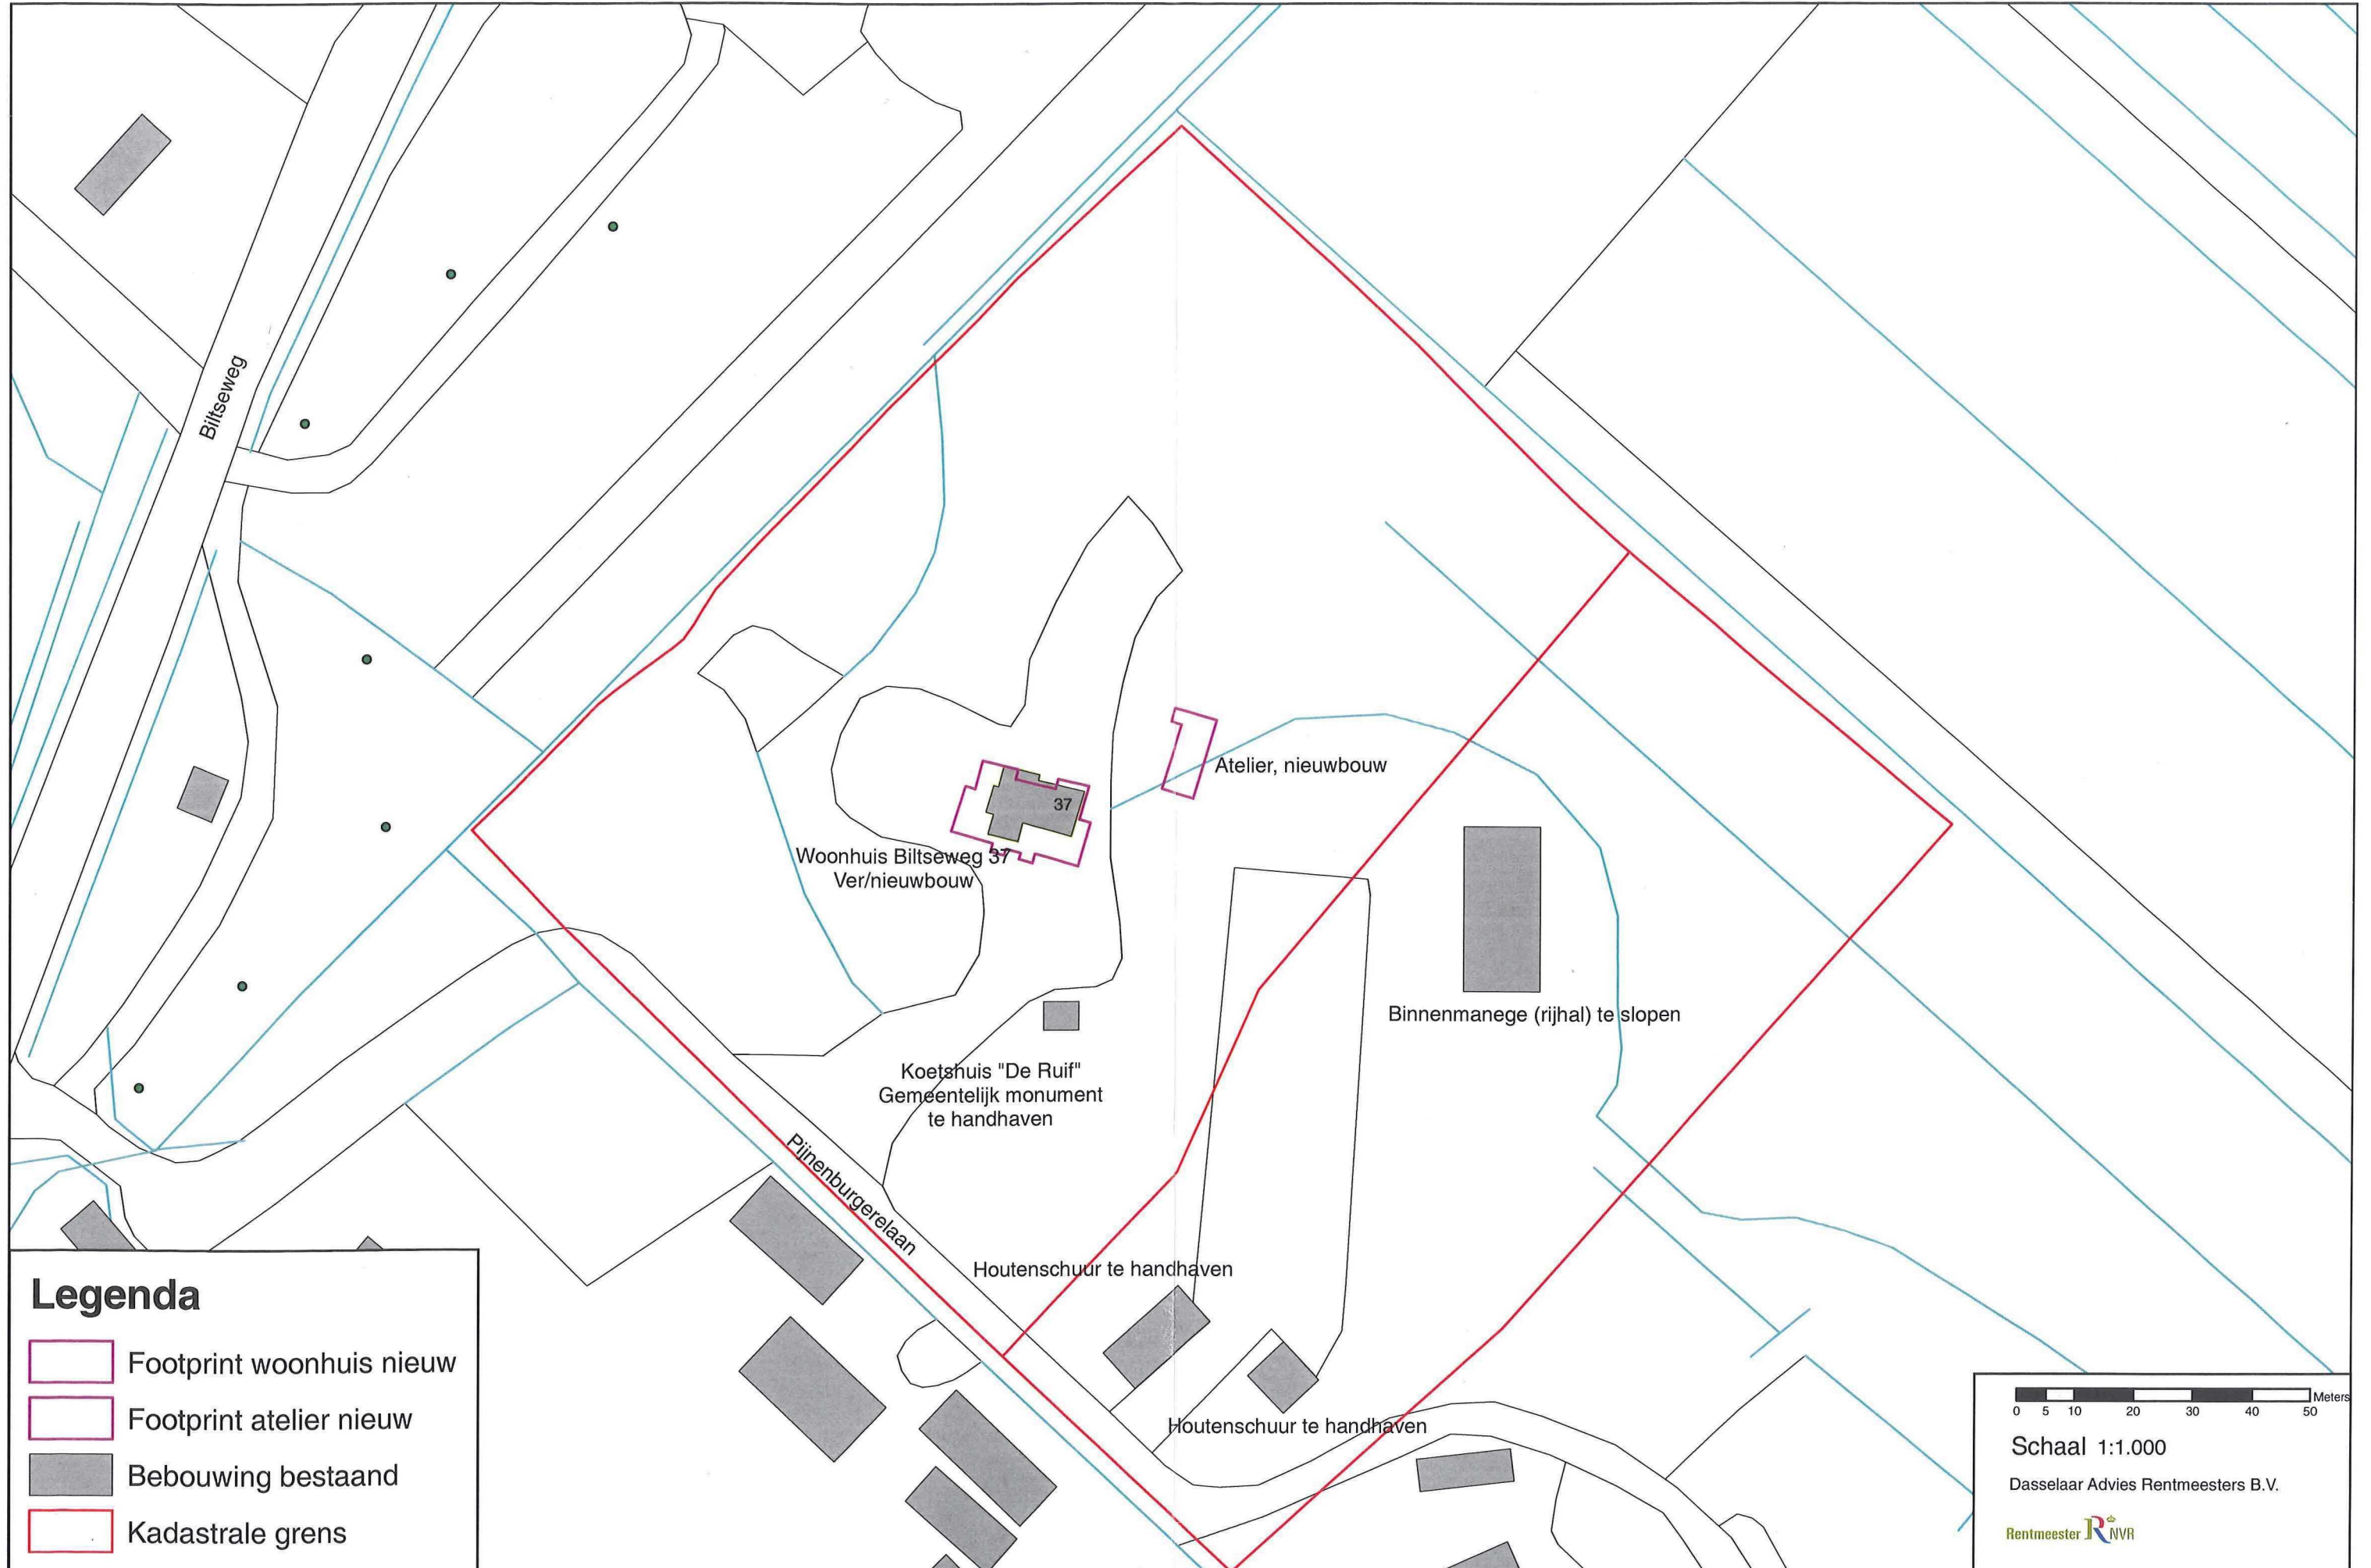 Biltseweg
37
Atelier, nieuwbouw
Woonhuis Biltseweg 37
Ver/nieuwbouw
Binnenmanege (rijhal) te slopen
Koetshuis "De Ruif"
Gemeentelijk monument
te handhaven
Pijnenburgerelaan
Houtenschuur te handhaven
Houtenschuur te handhaven
Legenda
Footprint woonhuis nieuw
Footprint atelier nieuw
Bebouwing bestaand
Kadastrale grens
Meters
0 5 10 20 30 40 50
Schaal 1:1.000
Dasselaar Advies Rentmeesters B.V.
Rentmeester R NVR